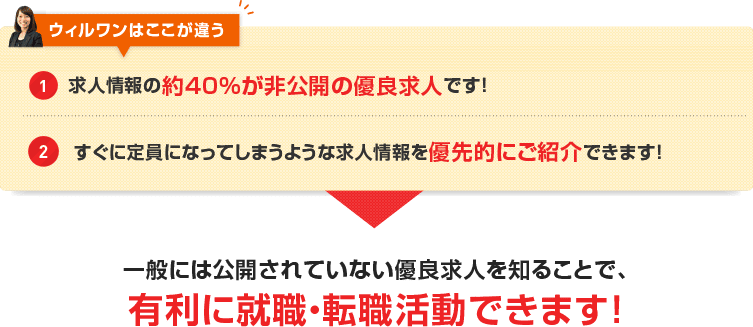 ウィルワンはここが違う
1 求人情報の約40%が非公開の優良求人です!
2 すぐに定員になってしまうような求人情報を優先的にご紹介できます!
一般には公開されていない優良求人を知ることで、
有利に就職・転職活動できます!